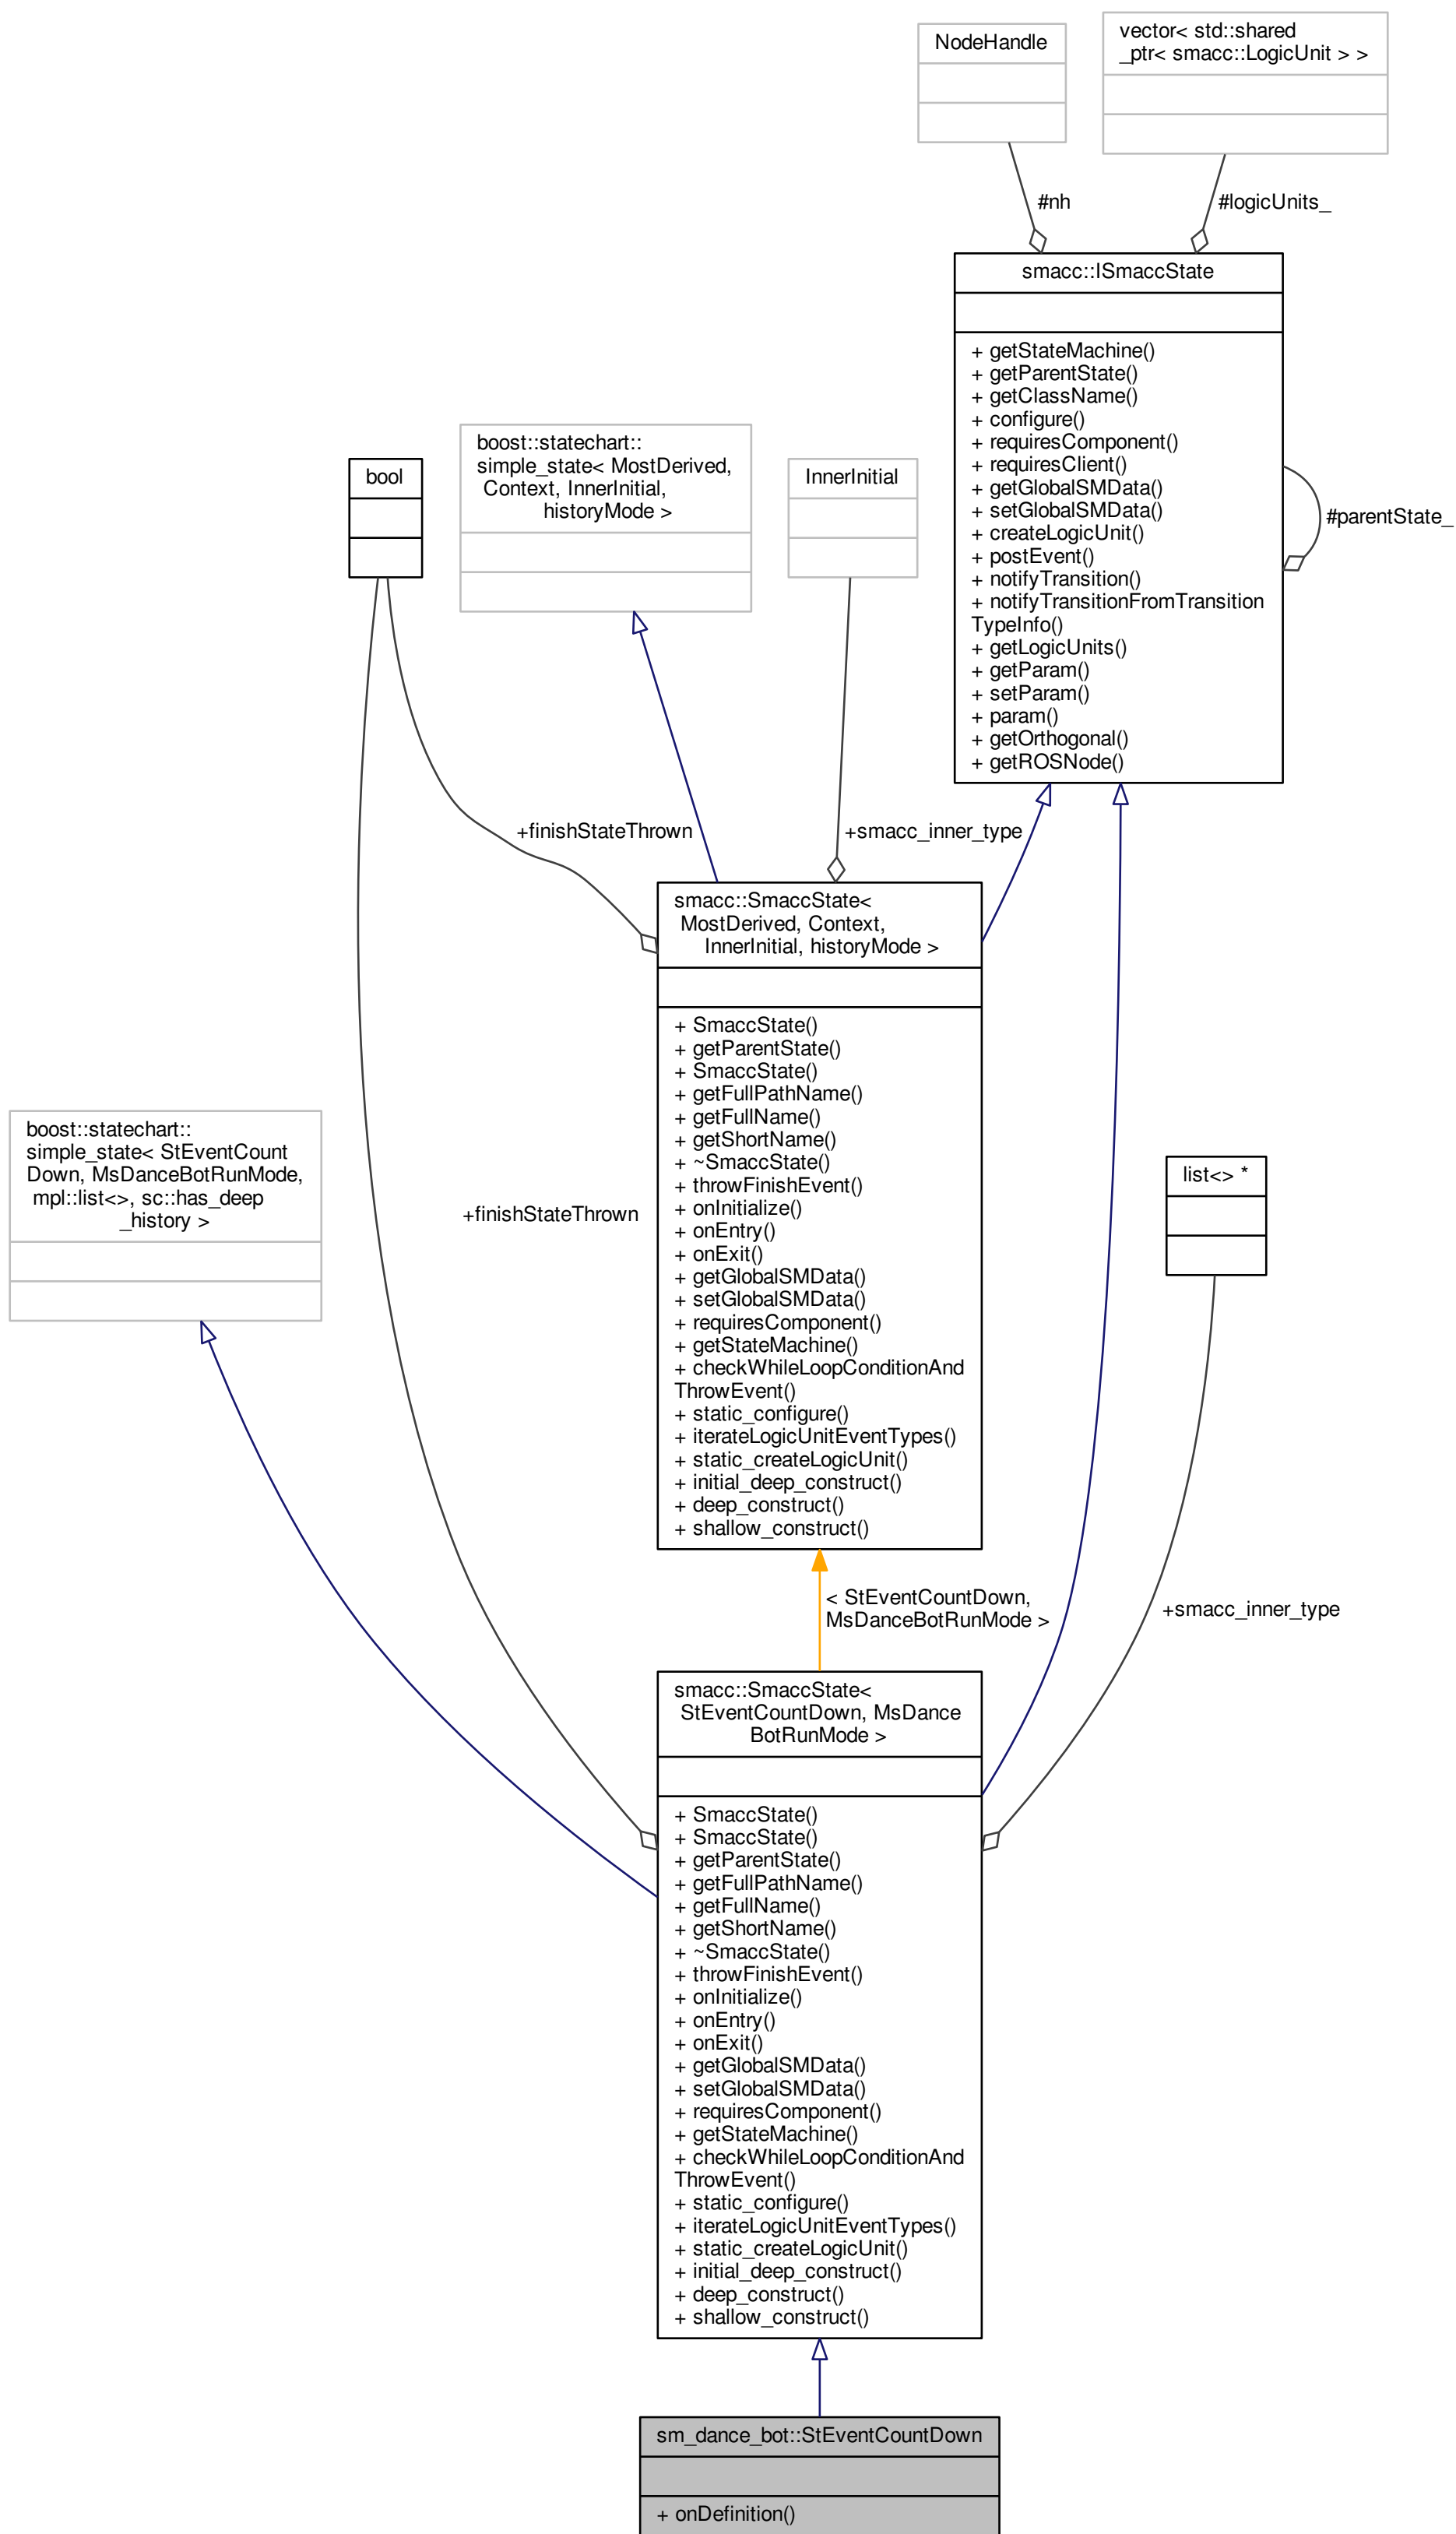 NodeHandle
vector< std::shared
_ptr< smacc::LogicUnit > >
#nh
#logicUnits_
smacc::ISmaccState
+ getStateMachine()
+ getParentState()
+ getClassName()
+ configure()
+ requiresComponent()
+ requiresClient()
+ getGlobalSMData()
+ setGlobalSMData()
+ createLogicUnit()
+ postEvent()
+ notifyTransition()
+ notifyTransitionFromTransition
TypeInfo()
+ getLogicUnits()
+ getParam()
+ setParam()
+ param()
+ getOrthogonal()
+ getROSNode()
#parentState_
bool
boost::statechart::
simple_state< MostDerived,
Context, InnerInitial,
historyMode >
InnerInitial
+finishStateThrown
+smacc_inner_type
smacc::SmaccState<
MostDerived, Context,
InnerInitial, historyMode >
+ SmaccState()
+ getParentState()
+ SmaccState()
+ getFullPathName()
+ getFullName()
+ getShortName()
+ ~SmaccState()
+ throwFinishEvent()
+ onInitialize()
+ onEntry()
+ onExit()
+ getGlobalSMData()
+ setGlobalSMData()
+ requiresComponent()
+ getStateMachine()
+ checkWhileLoopConditionAnd
ThrowEvent()
+ static_configure()
+ iterateLogicUnitEventTypes()
+ static_createLogicUnit()
+ initial_deep_construct()
+ deep_construct()
+ shallow_construct()
boost::statechart::
simple_state< StEventCount
Down, MsDanceBotRunMode,
mpl::list<>, sc::has_deep
_history >
+finishStateThrown
list<> *
< StEventCountDown,
MsDanceBotRunMode >
+smacc_inner_type
smacc::SmaccState<
StEventCountDown, MsDance
BotRunMode >
+ SmaccState()
+ SmaccState()
+ getParentState()
+ getFullPathName()
+ getFullName()
+ getShortName()
+ ~SmaccState()
+ throwFinishEvent()
+ onInitialize()
+ onEntry()
+ onExit()
+ getGlobalSMData()
+ setGlobalSMData()
+ requiresComponent()
+ getStateMachine()
+ checkWhileLoopConditionAnd
ThrowEvent()
+ static_configure()
+ iterateLogicUnitEventTypes()
+ static_createLogicUnit()
+ initial_deep_construct()
+ deep_construct()
+ shallow_construct()
sm_dance_bot::StEventCountDown
+ onDefinition()